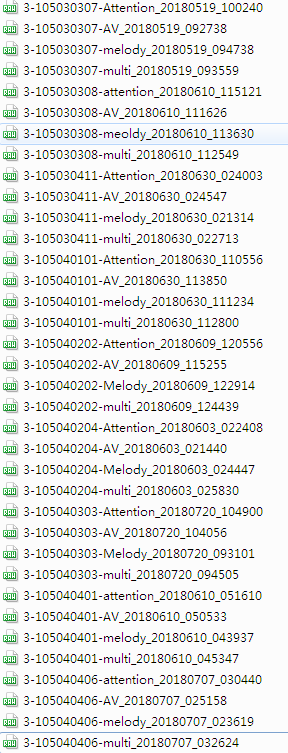 3-105030307-Attention_20180519_100240
3-105030307-AV_20180519_092738
3-105030307-melody_20180519_094738
3-105030307-multi_20180519_093559
3-105030308-attention_20180610_115121
3-105030308-AV_20180610_111626
3-105030308-meoldy_20180610_113630
3-105030308-multi_20180610_112549
3-105030411-Attention_20180630_024003
3-105030411-AV_20180630_024547
3-105030411-melody_20180630_021314
3-105030411-multi_20180630_022713
3-105040101-Attention_20180630_110556
3-105040101-AV_20180630_113850
3-105040101-melody_20180630_111234
3-105040101-multi_20180630_112800
3-105040202-Attention_20180609_120556
3-105040202-AV_20180609_115255
3-105040202-Melody_20180609_122914
3-105040202-multi_20180609_124439
3-105040204-Attention_20180603_022408
3-105040204-AV_20180603_021440
3-105040204-Melody_20180603_024447
3-105040204-multi_20180603_025830
3-105040303-Attention_20180720_104900
3-105040303-AV_20180720_104056
3-105040303-Melody_20180720_093101
3-105040303-multi_20180720_094505
3-105040401-attention_20180610_051610
3-105040401-AV_20180610_050533
3-105040401-melody_20180610_043937
3-105040401-multi_20180610_045347
3-105040406-attention_20180707_030440
3-105040406-AV_20180707_025158
3-105040406-melody_20180707_023619
3-105040406-multi_20180707_032624